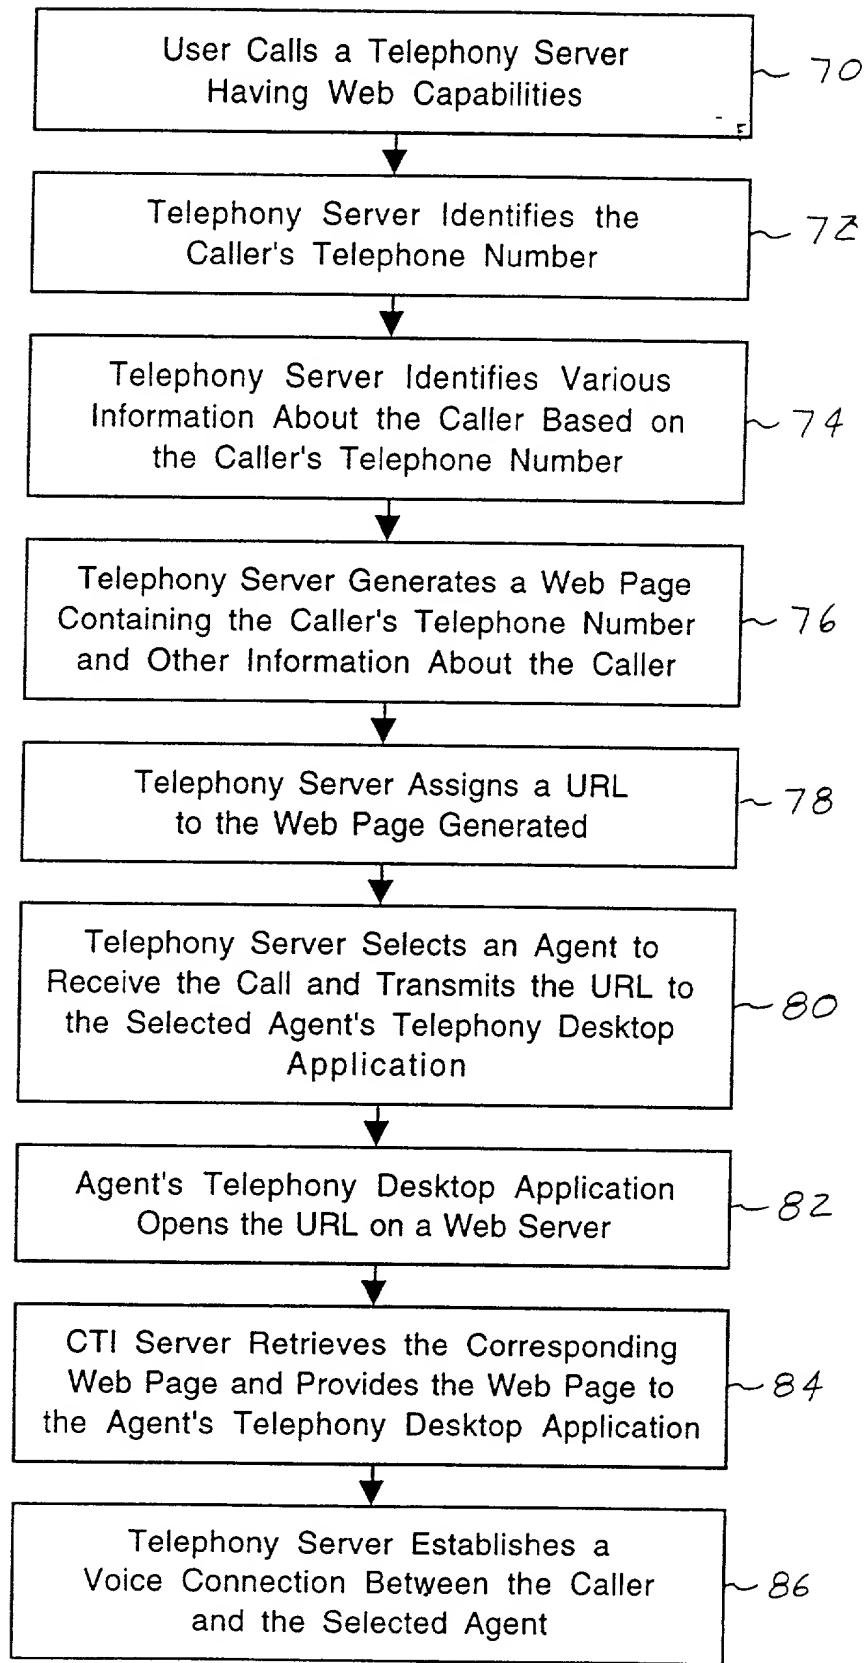 User Calls a Telephony Server
Having Web Capabilities
70
Telephony Server Identifies the
Caller's Telephone Number
72
Telephony Server Identifies Various
Information About the Caller Based on
the Caller's Telephone Number
74
Telephony Server Generates a Web Page
Containing the Caller's Telephone Number
and Other Information About the Caller
76
Telephony Server Assigns a URL
to the Web Page Generated
78
Telephony Server Selects an Agent to
Receive the Call and Transmits the URL to
the Selected Agent's Telephony Desktop
Application
80
Agent's Telephony Desktop Application
Opens the URL on a Web Server
82
CTI Server Retrieves the Corresponding
Web Page and Provides the Web Page to
the Agent's Telephony Desktop Application
84
Telephony Server Establishes a
Voice Connection Between the Caller
and the Selected Agent
86